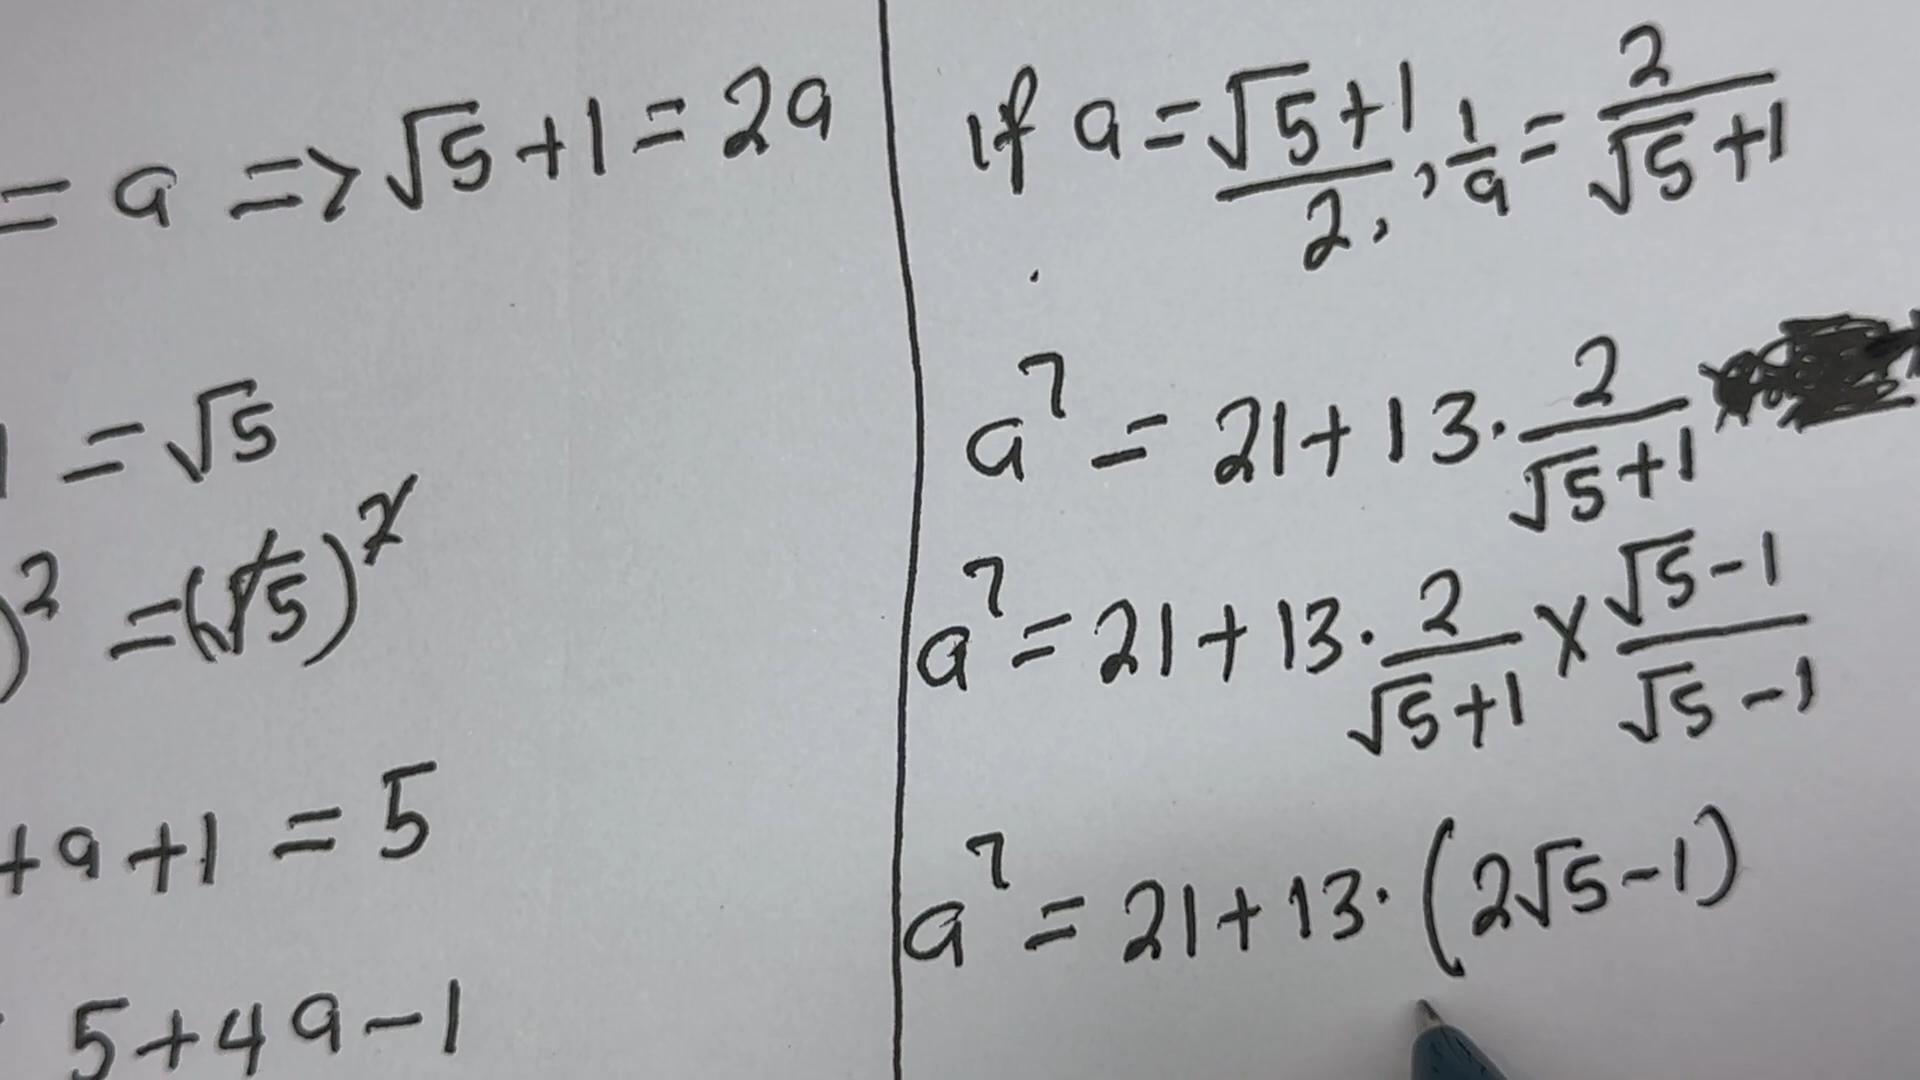 = a => √5 + 1 = 2a
= √5
)² = (√5)²
+ a + 1 = 5
5 + 4a - 1
if a = (√5 + 1)/2, , 1/a = 2/(√5 + 1)
a⁷ = 21 + 13 · 2/(√5 + 1)
a⁷ = 21 + 13 · 2/(√5 + 1) × (√5 - 1)/(√5 - 1)
a⁷ = 21 + 13 · (2√5 - 1)